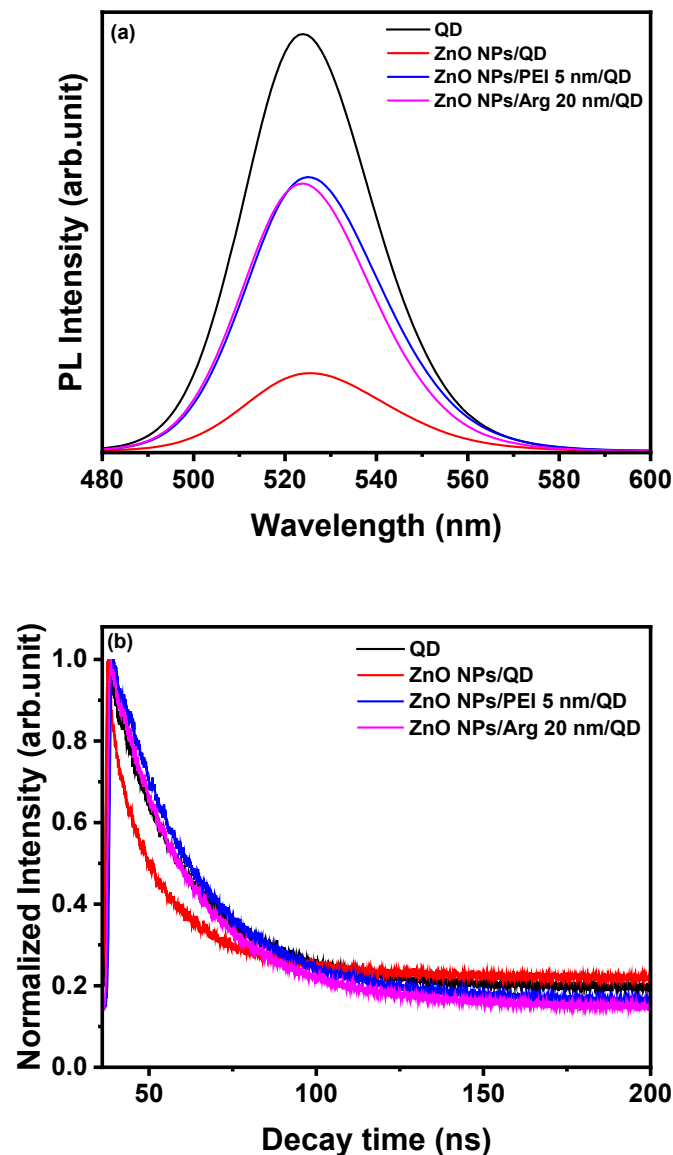 (a)
QD
ZnO NPs/QD
ZnO NPs/PEI 5 nm/QD
ZnO NPs/Arg 20 nm/QD
PL Intensity (arb.unit)
480 500 520 540 560 580 600
Wavelength (nm)
(b)
QD
ZnO NPs/QD
ZnO NPs/PEI 5 nm/QD
ZnO NPs/Arg 20 nm/QD
Normalized Intensity (arb.unit)
1.0
0.8
0.6
0.4
0.2
0.0
50 100 150 200
Decay time (ns)